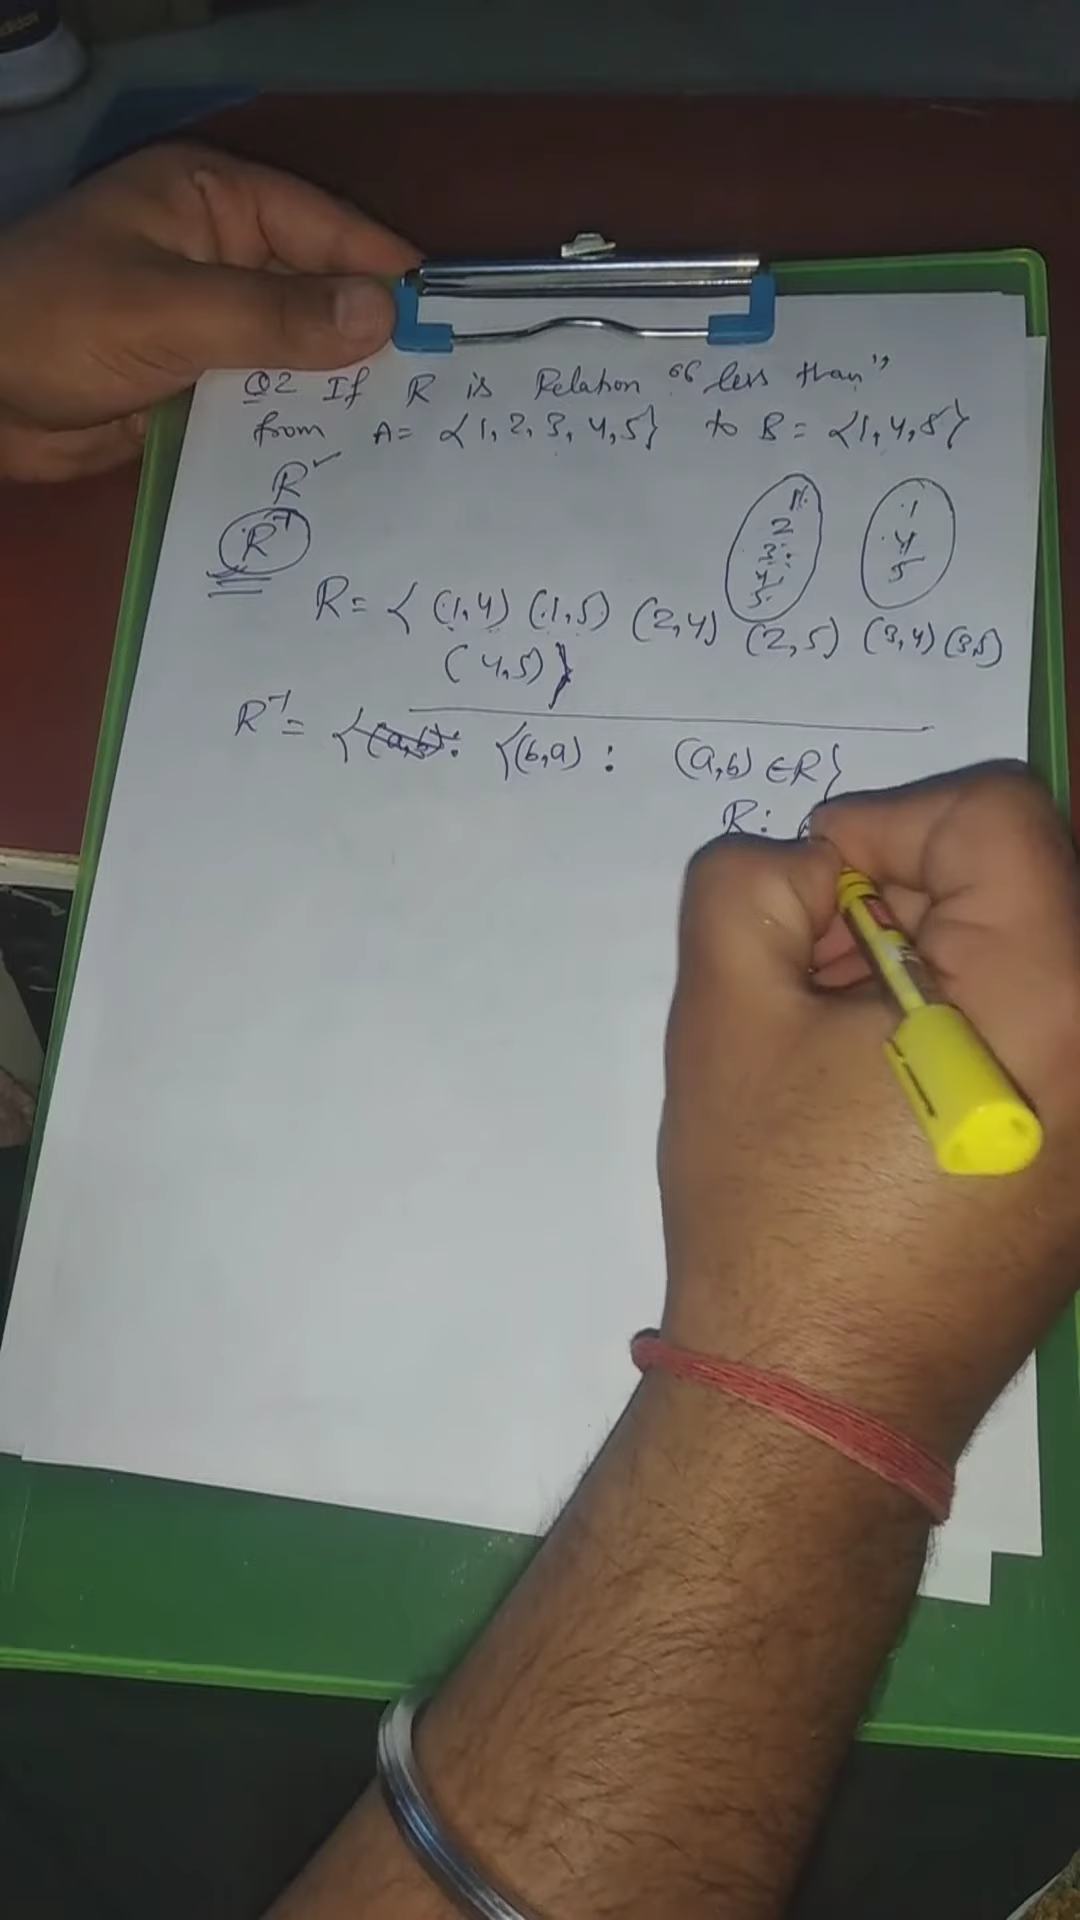 Q2 If R is Relation "less than"
from A = {1, 2, 3, 4, 5} to B = {1, 4, 5}
R✓
R⁻¹
1
2
3
4
5
1
4
5
R = { (1,4) (1,5) (2,4) (2,5) (3,4) (3,5)
(4,5) }
R⁻¹ = {(a,b): {(b,a) : (a,b) ∈R}
R: